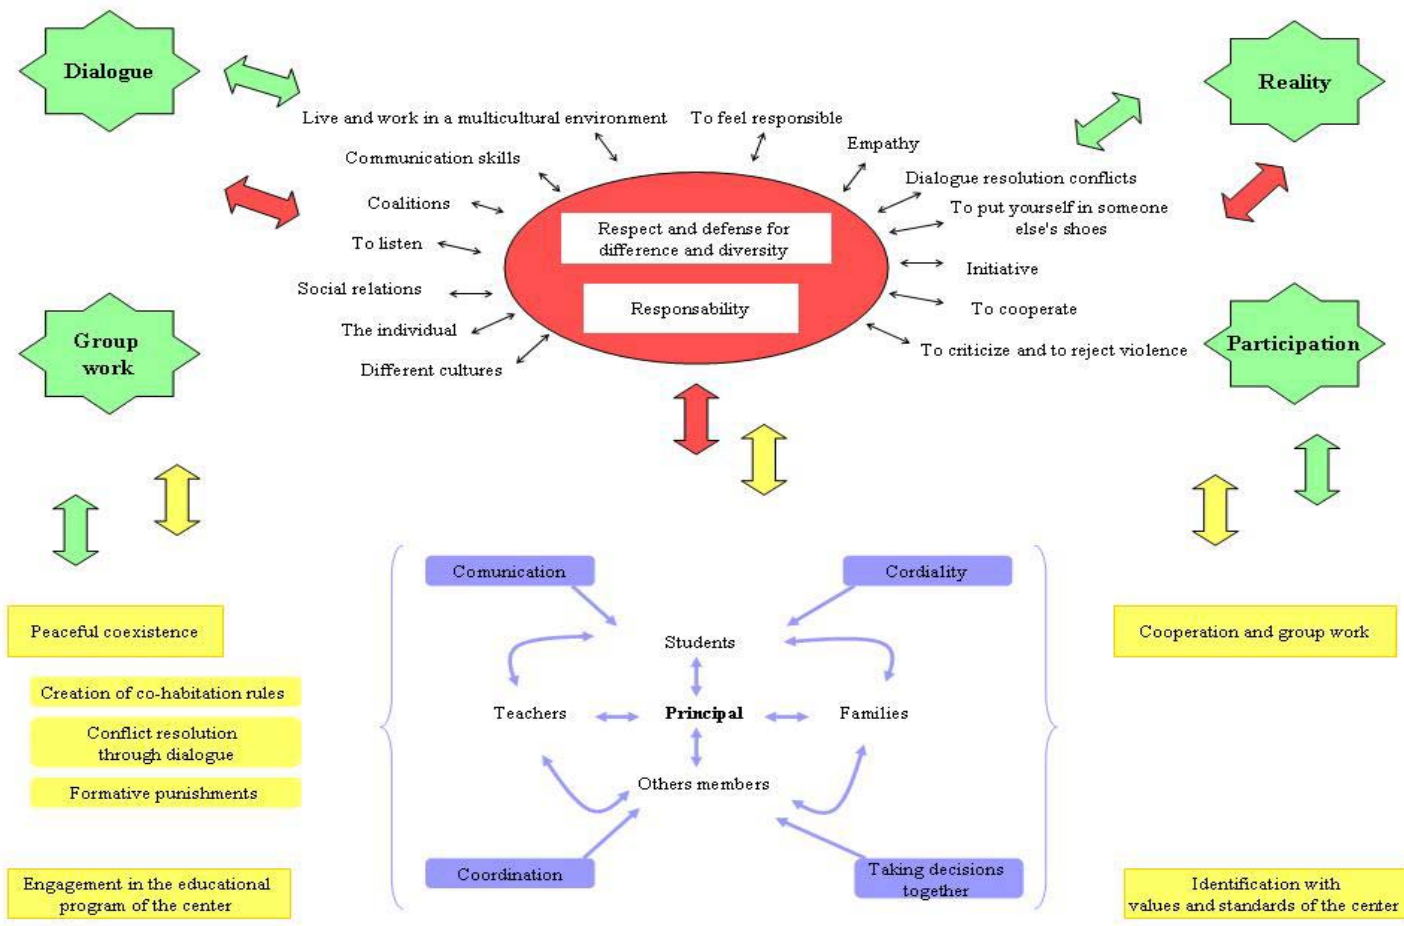 Dialogue
Reality
Live and work in a multicultural environment
To feel responsible
Empathy
Communication skills
Dialogue resolution conflicts
Coalitions
To put yourself in someone
else's shoes
Respect and defense for
difference and diversity
To listen
Initiative
Social relations
Responsability
To cooperate
The individual
To criticize and to reject violence
Different cultures
Group
work
Participation
Comunication
Cordiality
Peaceful coexistence
Cooperation and group work
Students
Creation of co-habitation rules
Teachers
Principal
Families
Conflict resolution
through dialogue
Formative punishments
Others members
Coordination
Taking decisions
together
Engagement in the educational
program of the center
Identification with
values and standards of the center